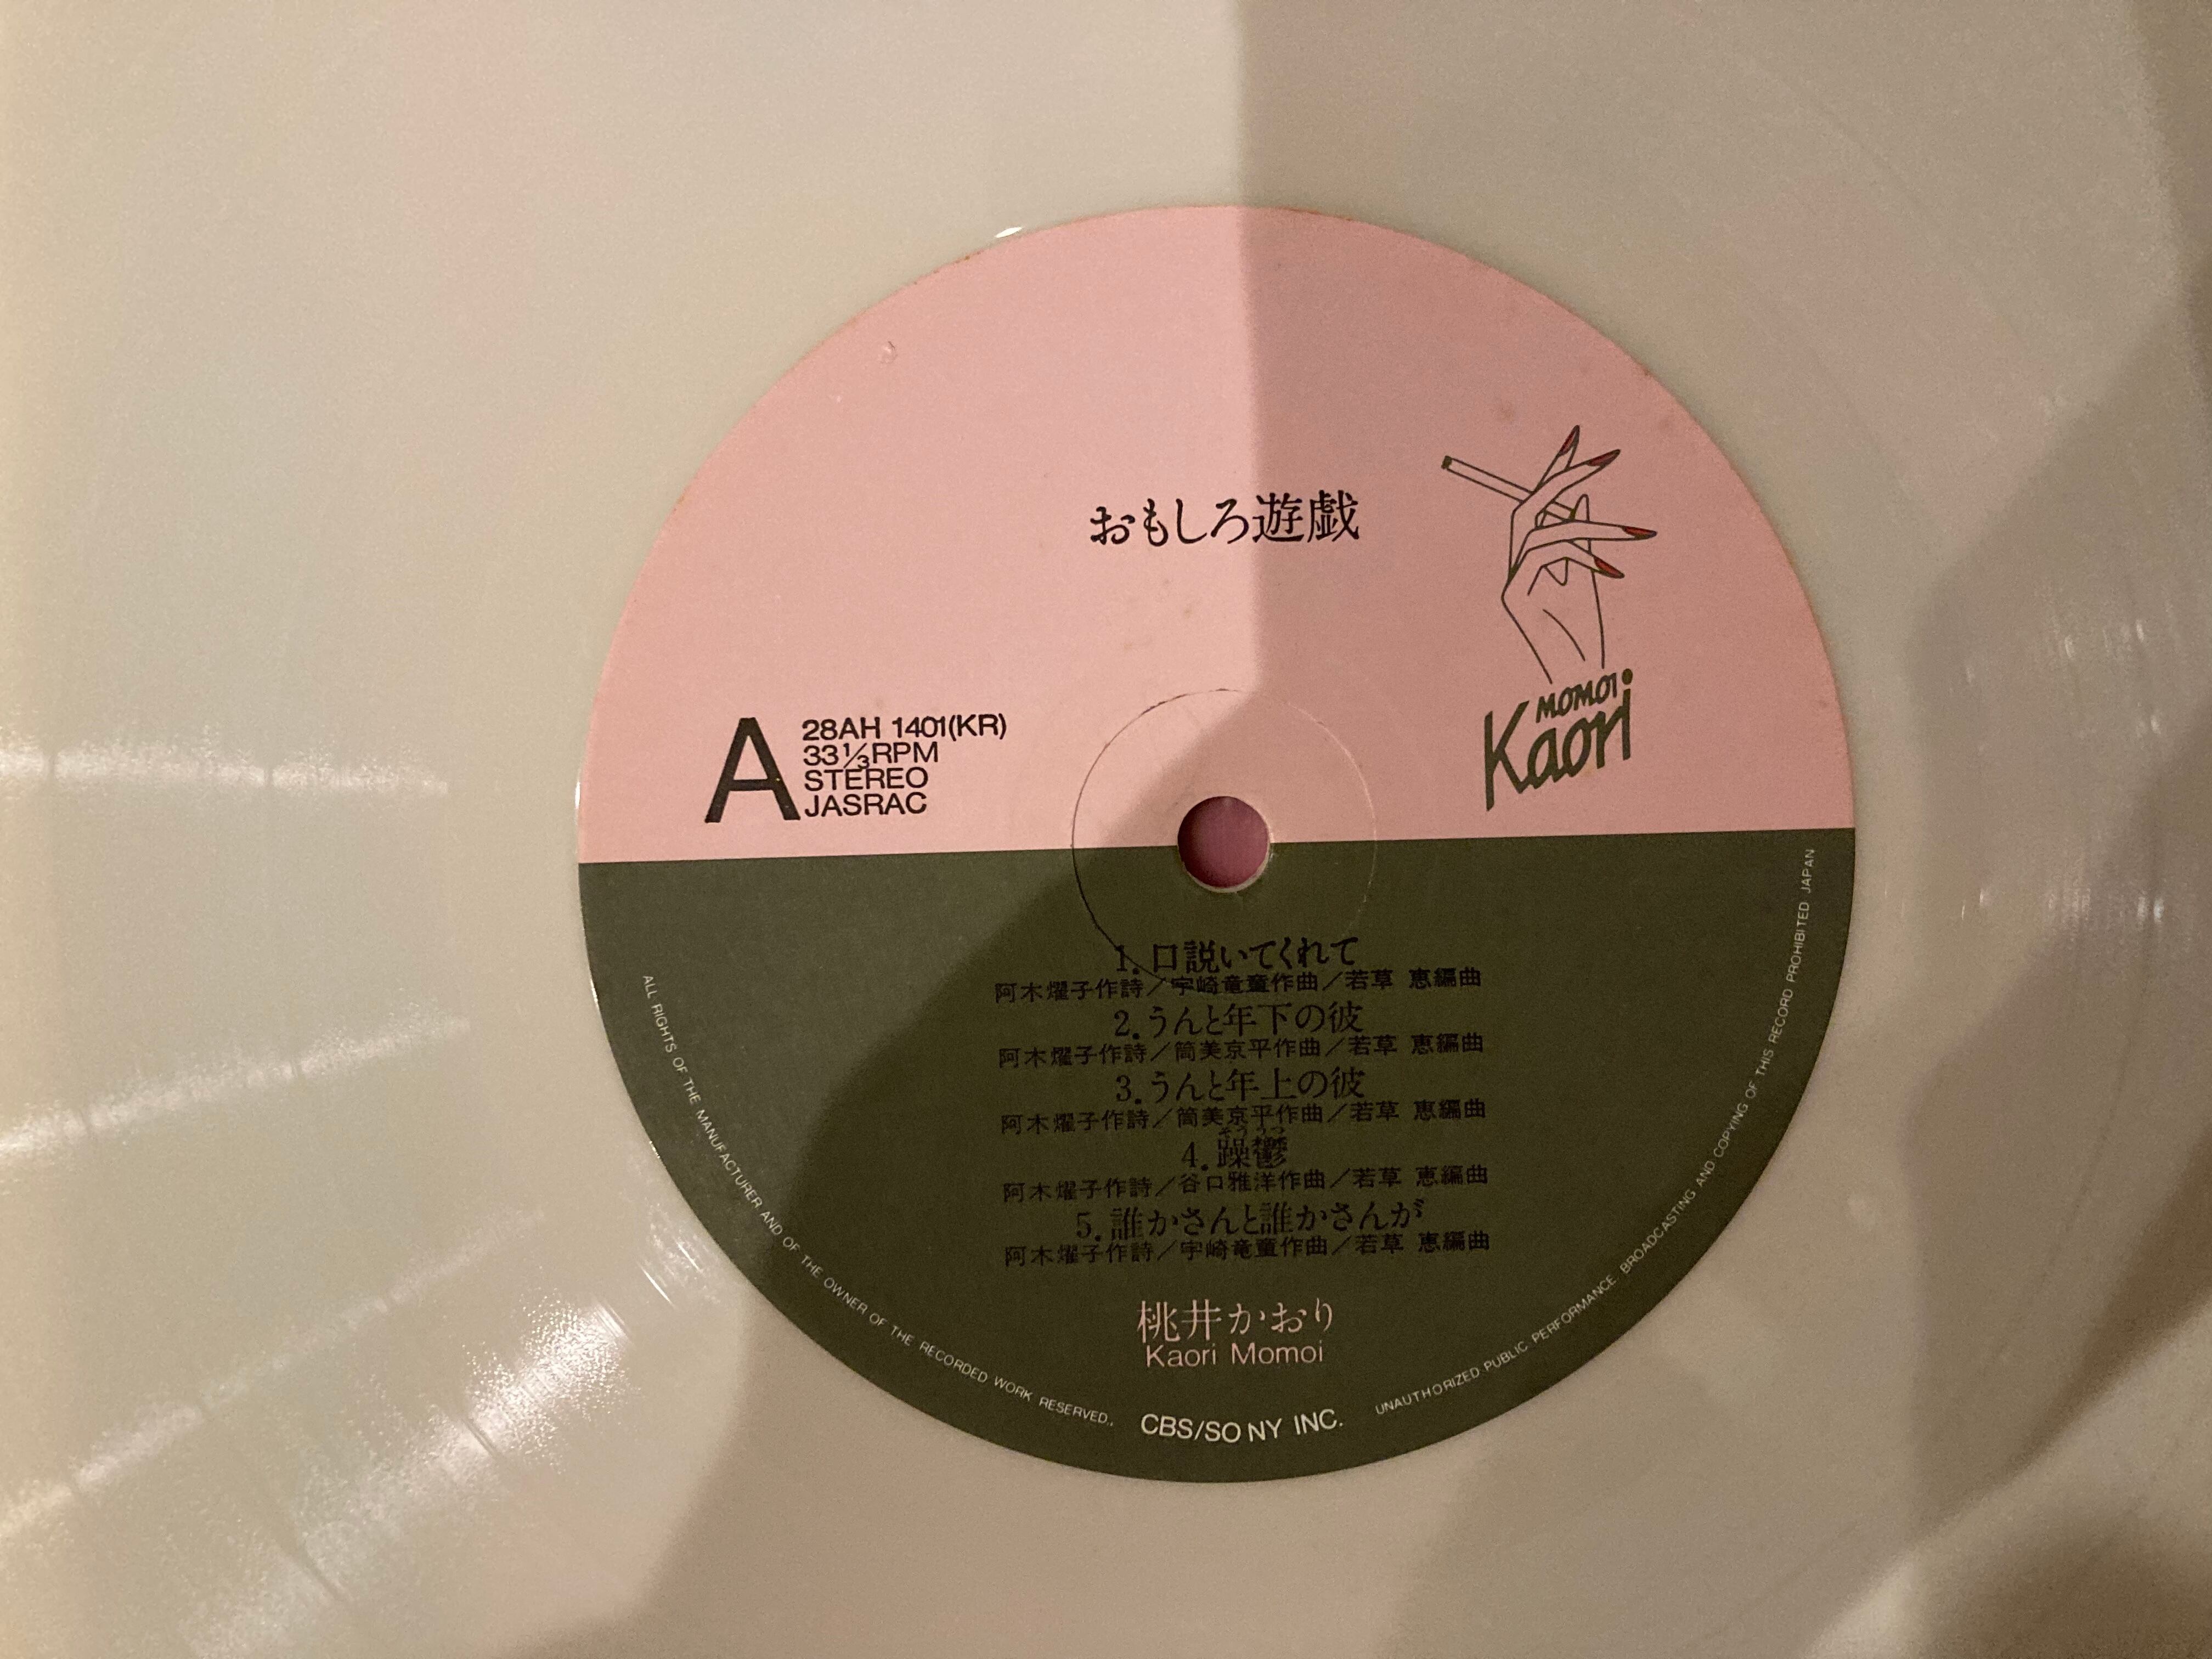 おもしろ遊戯
MOMOI
Kaori
A
28AH 1401(KR)
33⅓RPM
STEREO
JASRAC
1.口説いてくれて
阿木燿子作詩／宇崎竜童作曲／若草 恵編曲
2.うんと年下の彼
阿木燿子作詩／筒美京平作曲／若草 恵編曲
3.うんと年上の彼
阿木燿子作詩／筒美京平作曲／若草 恵編曲
そううつ
4.躁鬱
阿木燿子作詩／谷口雅洋作曲／若草 恵編曲
5.誰かさんと誰かさんが
阿木燿子作詩／宇崎竜童作曲／若草 恵編曲
桃井かおり
Kaori Momoi
ALL RIGHTS OF THE MANUFACTURER AND OF THE OWNER OF THE RECORDED WORK RESERVED.
CBS/SONY INC.
UNAUTHORIZED PUBLIC PERFORMANCE BROADCASTING AND COPYING OF THIS RECORD PROHIBITED JAPAN